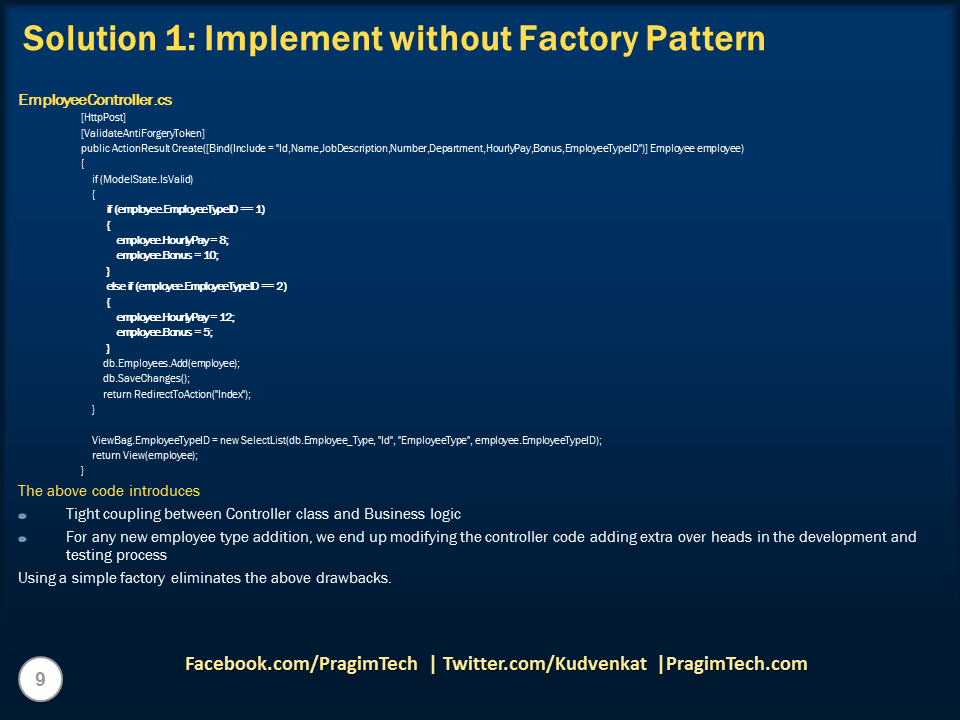 Solution 1: Implement without Factory Pattern
EmployeeController.cs
[HttpPost]
[ValidateAntiForgeryToken]
public ActionResult Create([Bind(Include = "Id,Name,JobDescription,Number,Department,HourlyPay,Bonus,EmployeeTypeID")] Employee employee)
{
if (ModelState.IsValid)
{
if (employee.EmployeeTypeID == 1)
{
employee.HourlyPay = 8;
employee.Bonus = 10;
}
else if (employee.EmployeeTypeID == 2)
{
employee.HourlyPay = 12;
employee.Bonus = 5;
}
db.Employees.Add(employee);
db.SaveChanges();
return RedirectToAction("Index");
}
ViewBag.EmployeeTypeID = new SelectList(db.Employee_Type, "Id", "EmployeeType", employee.EmployeeTypeID);
return View(employee);
}
The above code introduces
Tight coupling between Controller class and Business logic
For any new employee type addition, we end up modifying the controller code adding extra over heads in the development and
testing process
Using a simple factory eliminates the above drawbacks.
Facebook.com/PragimTech | Twitter.com/Kudvenkat |PragimTech.com
9